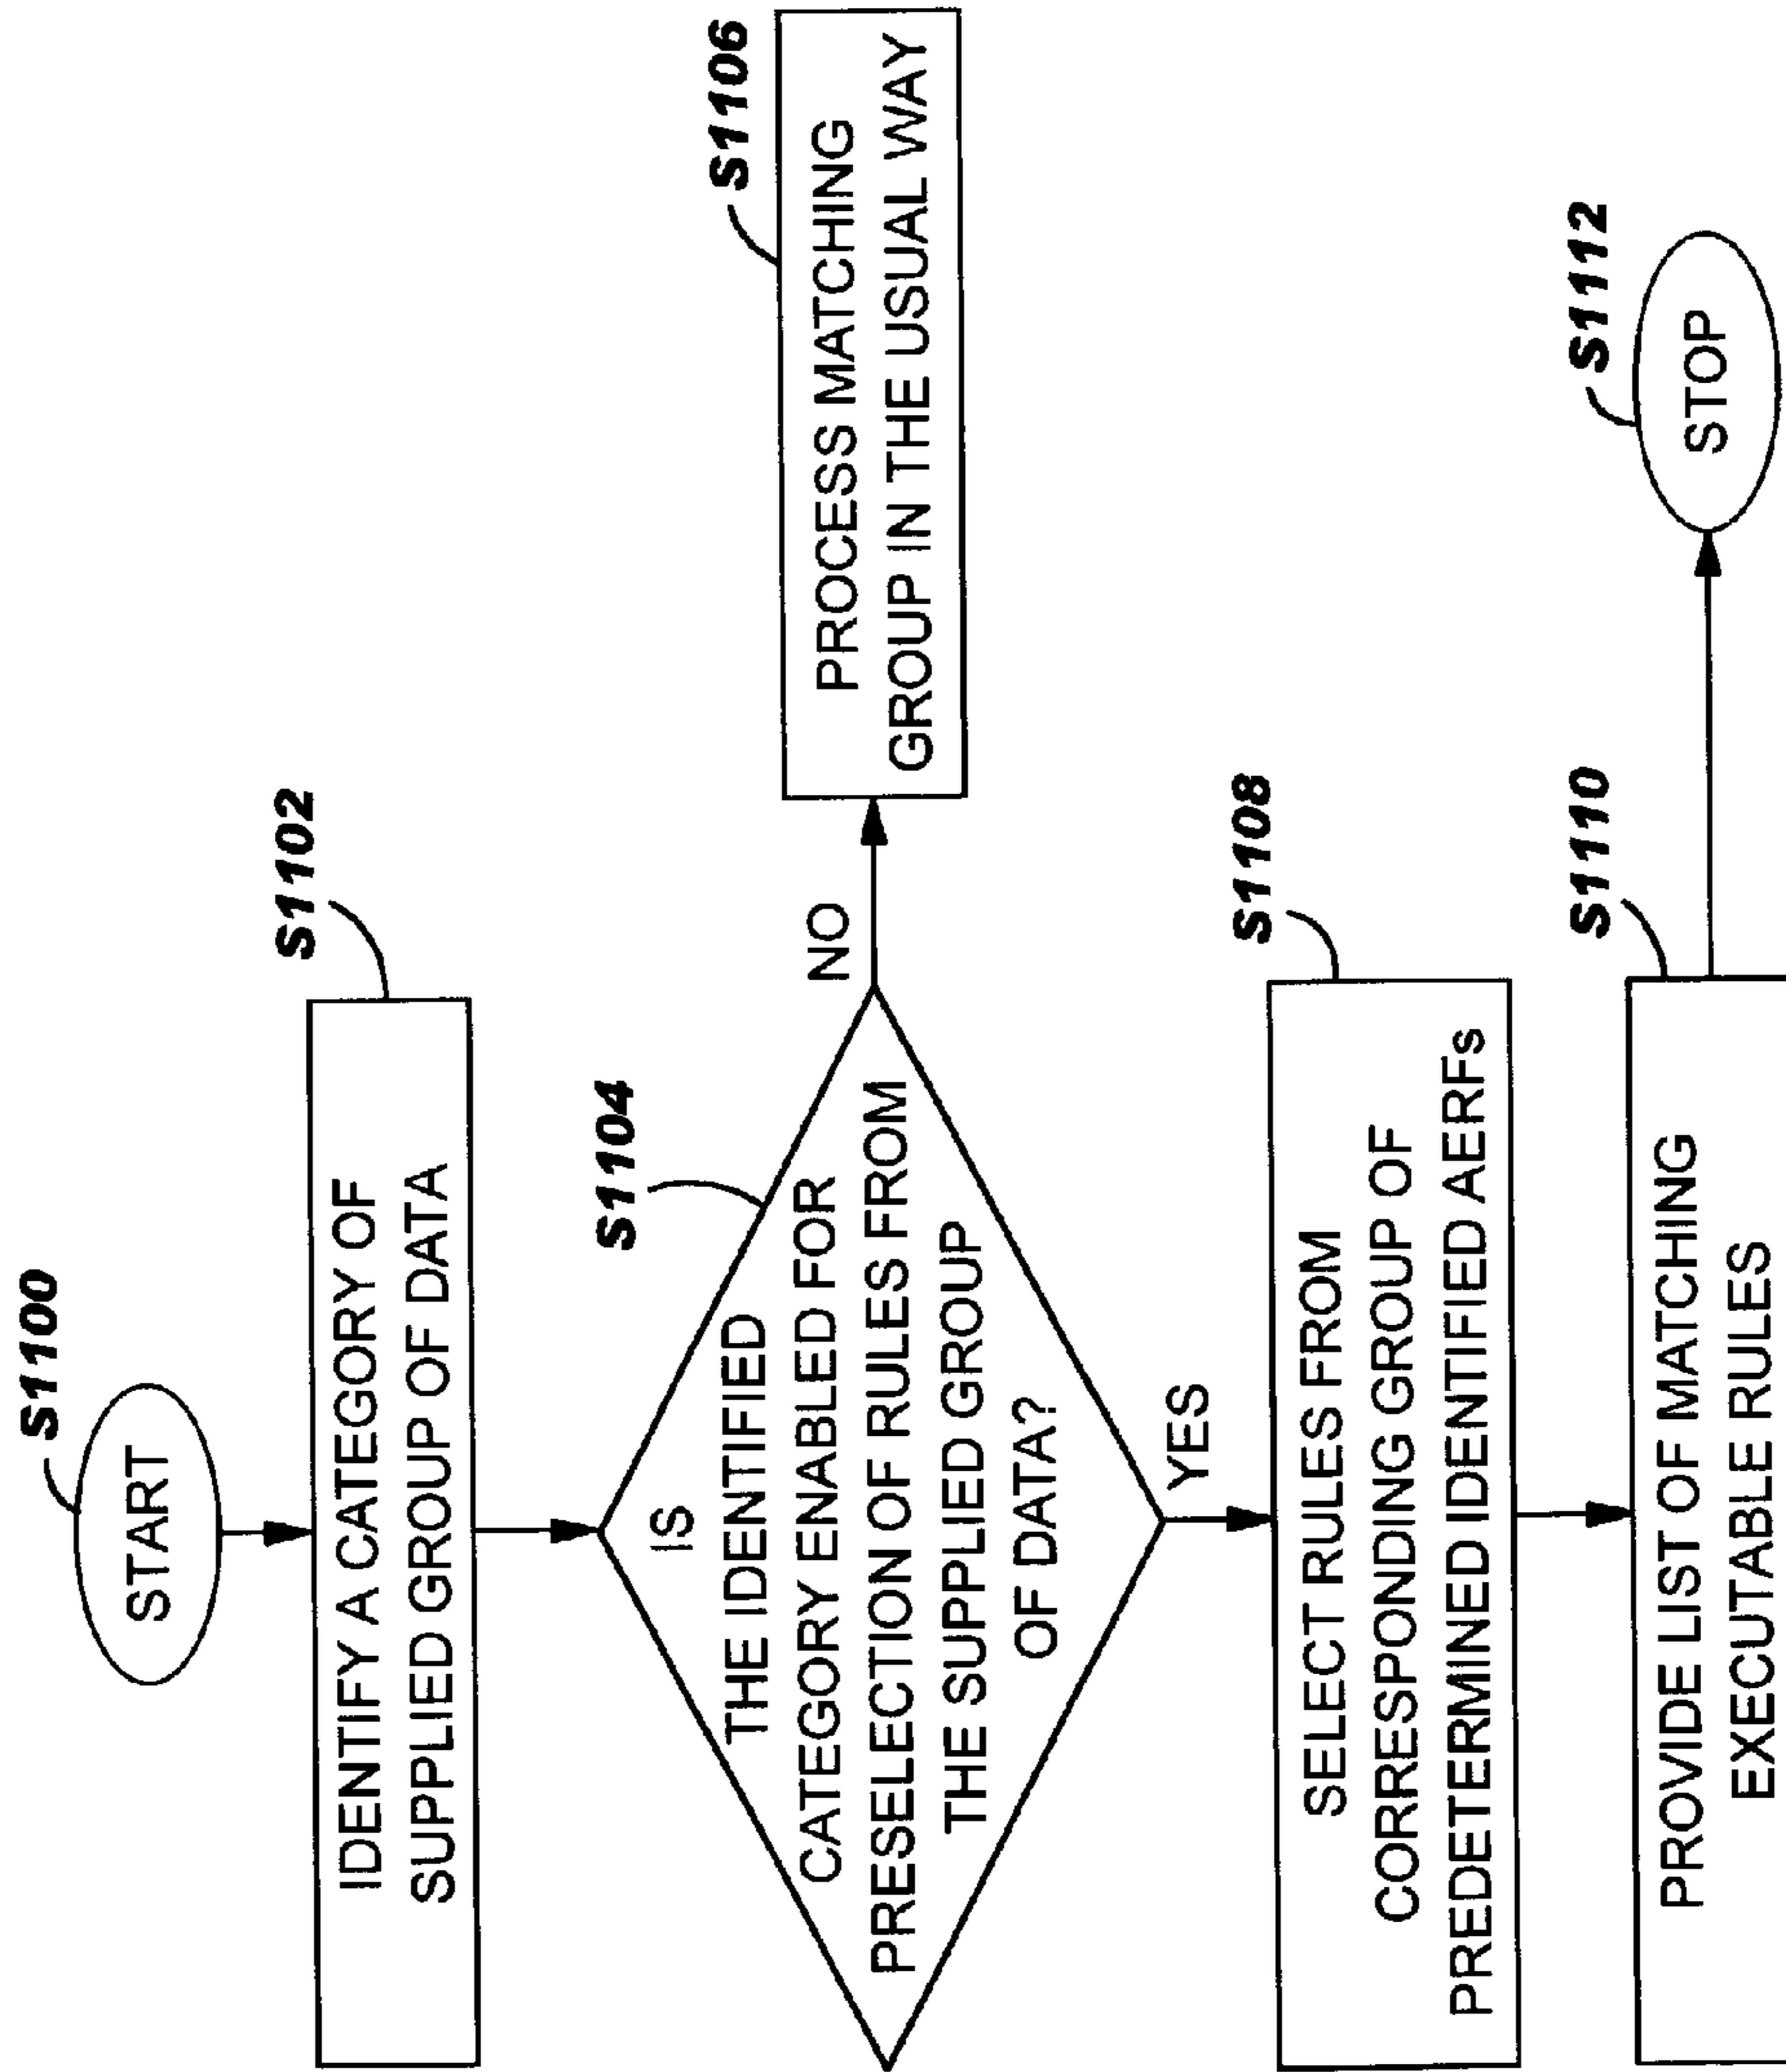 S1100
START
S1102
IDENTIFY A CATEGORY OF
SUPPLIED GROUP OF DATA
S1104
IS
THE IDENTIFIED
CATEGORY ENABLED FOR
PRESELECTION OF RULES FROM
THE SUPPLIED GROUP
OF DATA?
NO
S1106
PROCESS MATCHING
GROUP IN THE USUAL WAY
YES
S1108
SELECT RULES FROM
CORRESPONDING GROUP OF
PREDETERMINED IDENTIFIED AERFs
S1110
PROVIDE LIST OF MATCHING
EXECUTABLE RULES
S1112
STOP